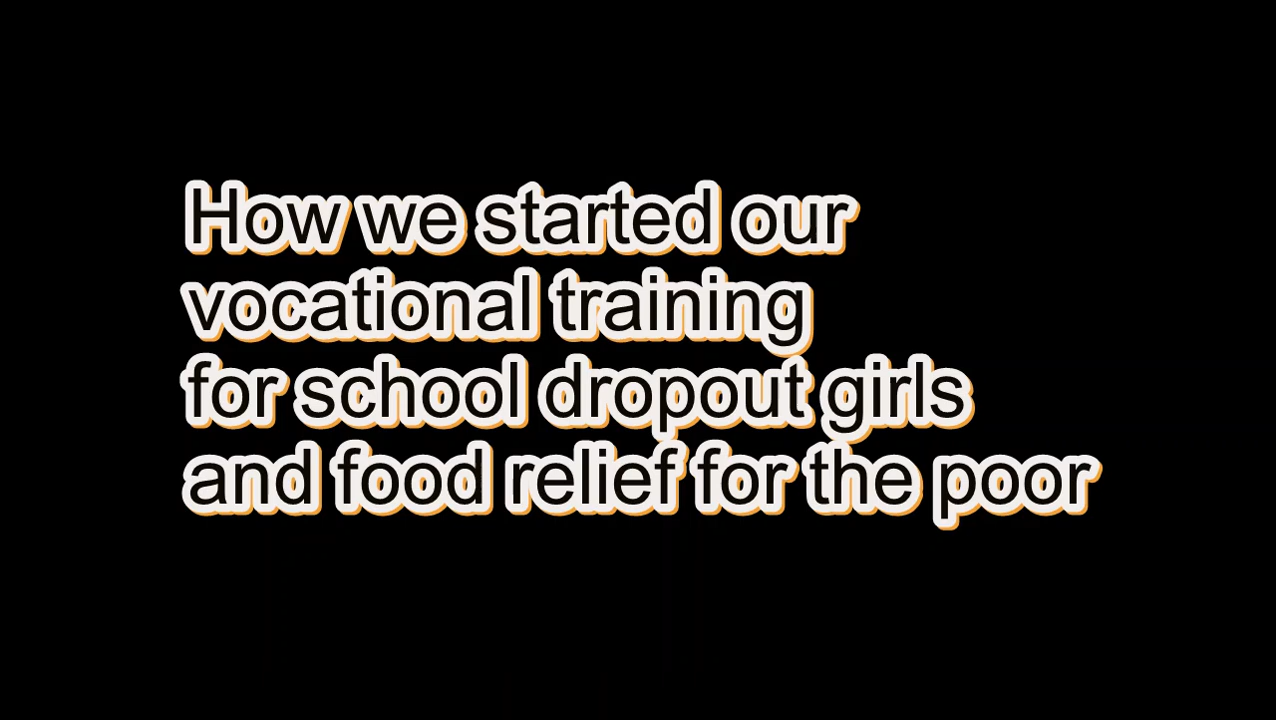 How we started our
vocational training
for school dropout girls
and food relief for the poor